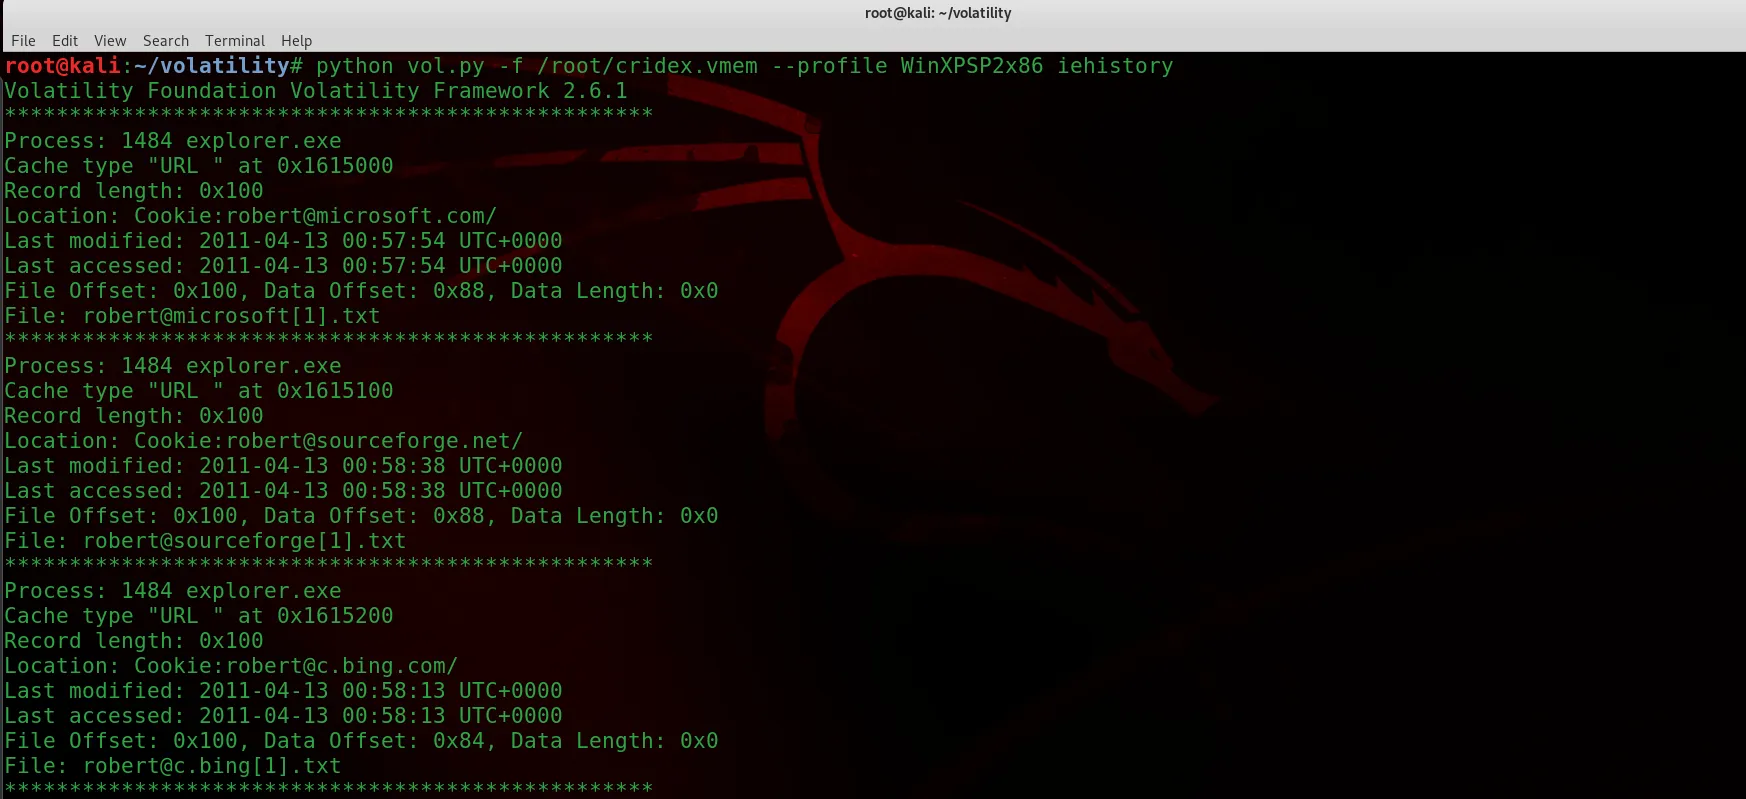 root@kali: ~/volatility
File Edit View Search Terminal Help
root@kali:~/volatility# python vol.py -f /root/cridex.vmem --profile WinXPSP2x86 iehistory
Volatility Foundation Volatility Framework 2.6.1
**************************************************
Process: 1484 explorer.exe
Cache type "URL " at 0x1615000
Record length: 0x100
Location: Cookie:robert@microsoft.com/
Last modified: 2011-04-13 00:57:54 UTC+0000
Last accessed: 2011-04-13 00:57:54 UTC+0000
File Offset: 0x100, Data Offset: 0x88, Data Length: 0x0
File: robert@microsoft[1].txt
**************************************************
Process: 1484 explorer.exe
Cache type "URL " at 0x1615100
Record length: 0x100
Location: Cookie:robert@sourceforge.net/
Last modified: 2011-04-13 00:58:38 UTC+0000
Last accessed: 2011-04-13 00:58:38 UTC+0000
File Offset: 0x100, Data Offset: 0x88, Data Length: 0x0
File: robert@sourceforge[1].txt
**************************************************
Process: 1484 explorer.exe
Cache type "URL " at 0x1615200
Record length: 0x100
Location: Cookie:robert@c.bing.com/
Last modified: 2011-04-13 00:58:13 UTC+0000
Last accessed: 2011-04-13 00:58:13 UTC+0000
File Offset: 0x100, Data Offset: 0x84, Data Length: 0x0
File: robert@c.bing[1].txt
**************************************************